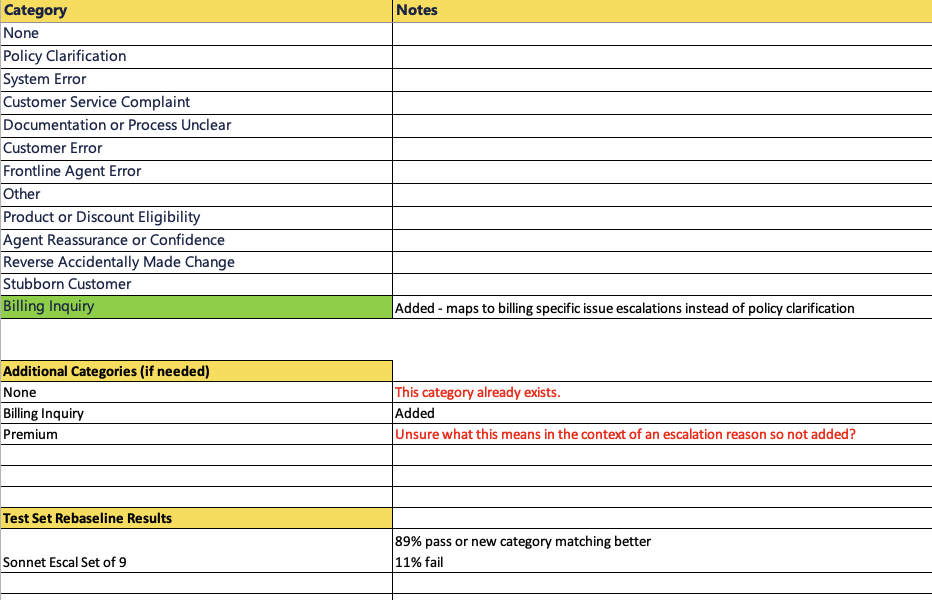 Category Notes
None
Policy Clarification
System Error
Customer Service Complaint
Documentation or Process Unclear
Customer Error
Frontline Agent Error
Other
Product or Discount Eligibility
Agent Reassurance or Confidence
Reverse Accidentally Made Change
Stubborn Customer
Billing Inquiry Added - maps to billing specific issue escalations instead of policy clarification
Additional Categories (if needed)
None This category already exists.
Billing Inquiry Added
Premium Unsure what this means in the context of an escalation reason so not added?
Test Set Rebaseline Results
89% pass or new category matching better
Sonnet Escal Set of 9 11% fail